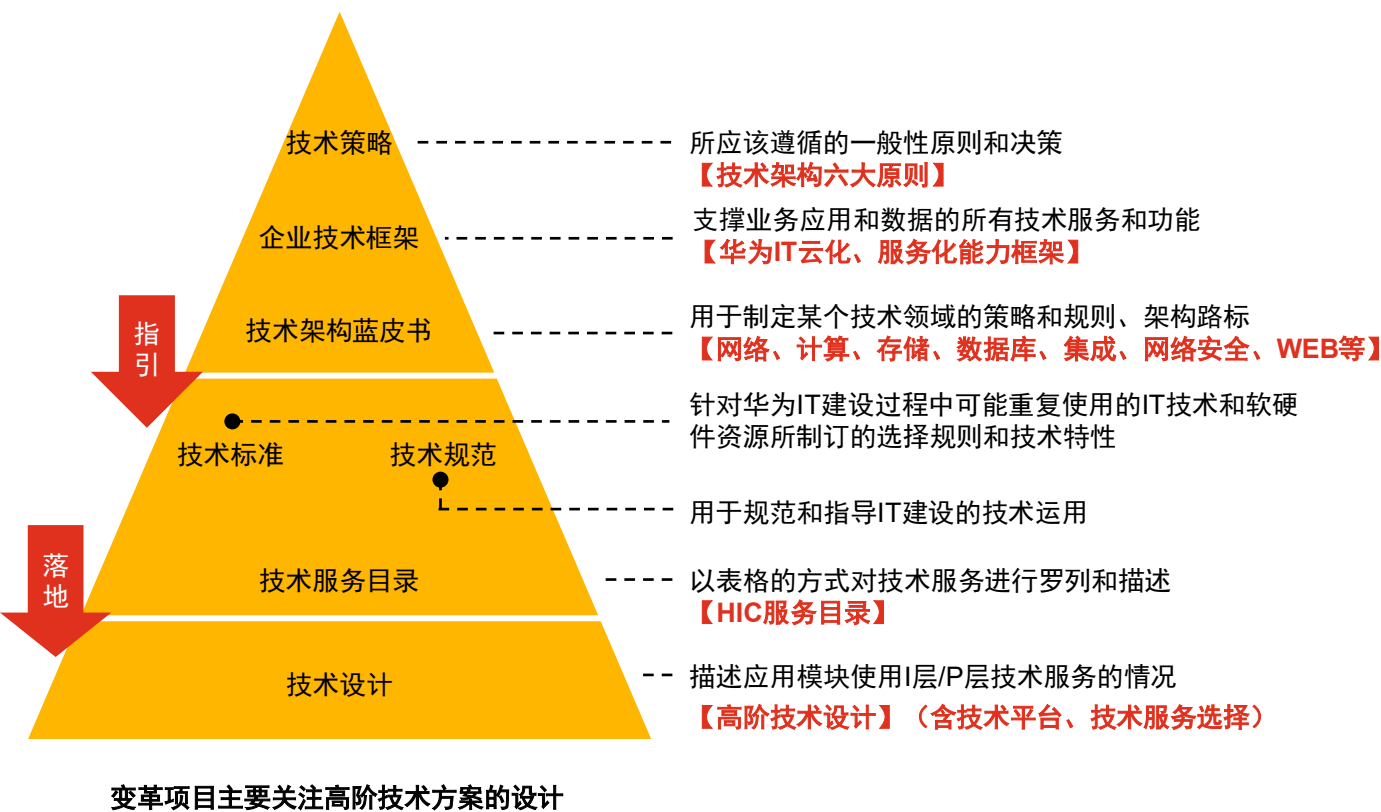 技术策略
所应该遵循的一般性原则和决策
【技术架构六大原则】
企业技术框架
支撑业务应用和数据的所有技术服务和功能
【华为IT云化、服务化能力框架】
指引
技术架构蓝皮书
用于制定某个技术领域的策略和规则、架构路标
【网络、计算、存储、数据库、集成、网络安全、WEB等】
技术标准
针对华为IT建设过程中可能重复使用的IT技术和软硬
件资源所制订的选择规则和技术特性
技术规范
用于规范和指导IT建设的技术运用
落地
技术服务目录
以表格的方式对技术服务进行罗列和描述
【HIC服务目录】
技术设计
描述应用模块使用I层/P层技术服务的情况
【高阶技术设计】（含技术平台、技术服务选择）
变革项目主要关注高阶技术方案的设计